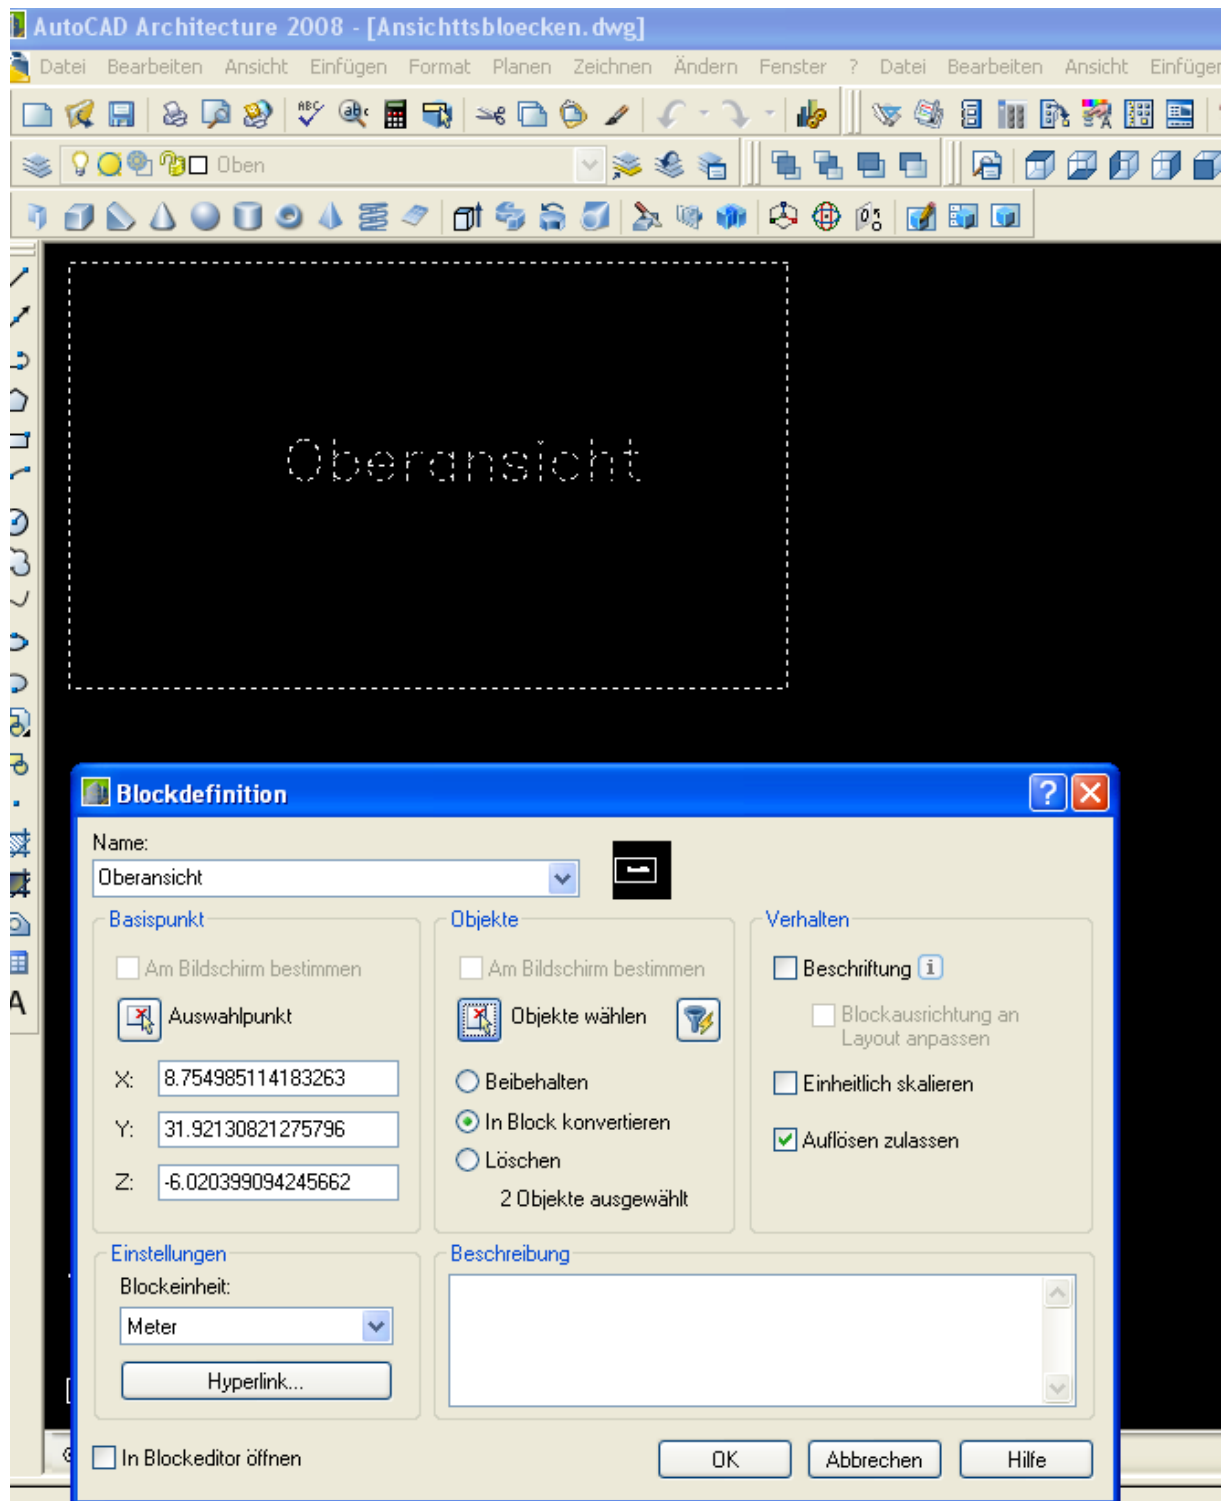 AutoCAD Architecture 2008 - [Ansichttsbloecken.dwg]
Datei Bearbeiten Ansicht Einfügen Format Planen Zeichnen Ändern Fenster ? Datei Bearbeiten Ansicht Einfügen
Oben
Oberansicht
Blockdefinition
Name:
Oberansicht
Basispunkt
Am Bildschirm bestimmen
Auswahlpunkt
X: 8.754985114183263
Y: 31.92130821275796
Z: -6.020399094245662
Objekte
Am Bildschirm bestimmen
Objekte wählen
Beibehalten
In Block konvertieren
Löschen
2 Objekte ausgewählt
Verhalten
Beschriftung i
Blockausrichtung an
Layout anpassen
Einheitlich skalieren
Auflösen zulassen
Einstellungen
Blockeinheit:
Meter
Hyperlink...
Beschreibung
In Blockeditor öffnen
OK Abbrechen Hilfe